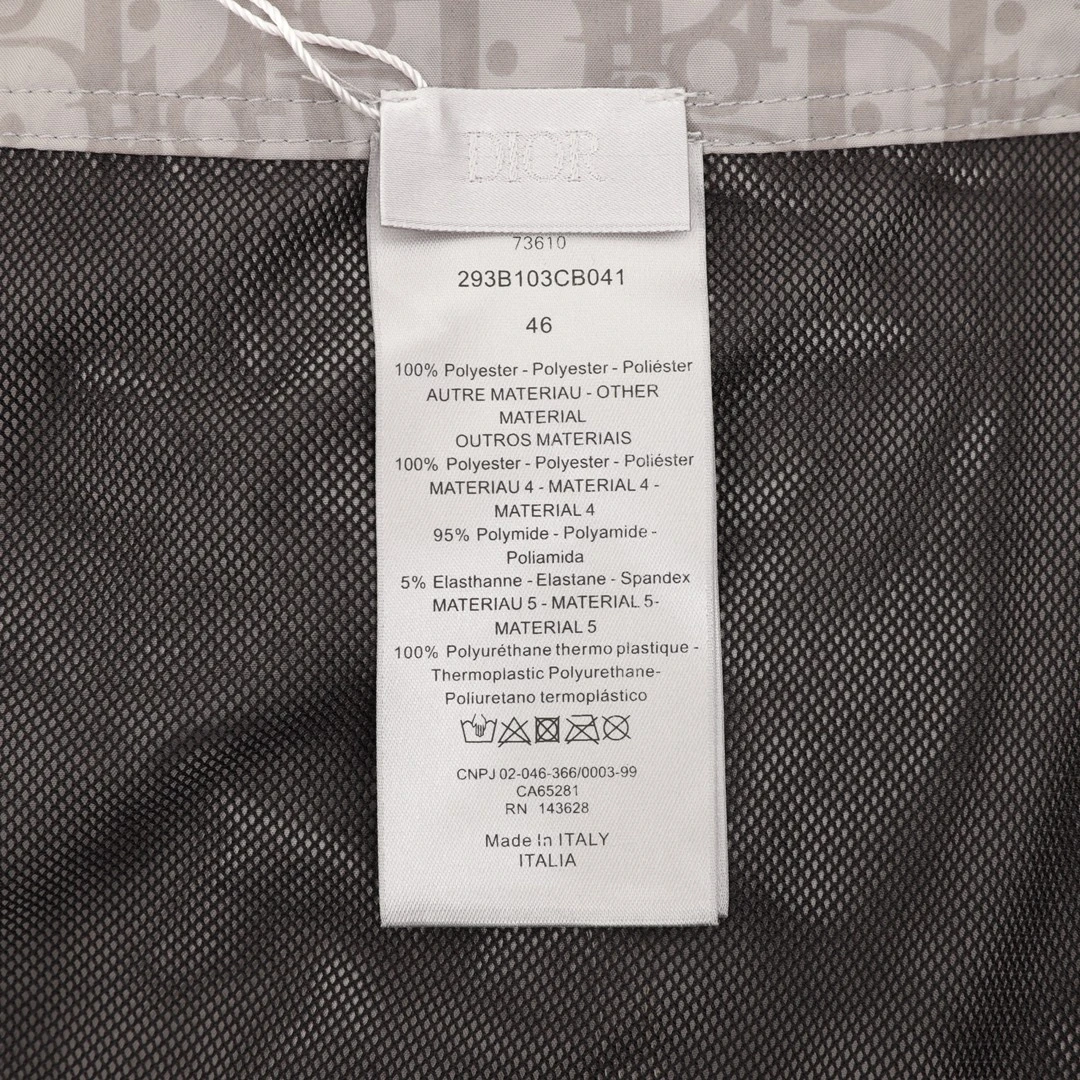 DIOR
73610
293B103CB041
46
100% Polyester - Polyester - Poliéster
AUTRE MATERIAU - OTHER
MATERIAL
OUTROS MATERIAIS
100% Polyester - Polyester - Poliéster
MATERIAU 4 - MATERIAL 4 -
MATERIAL 4
95% Polymide - Polyamide -
Poliamida
5% Elasthanne - Elastane - Spandex
MATERIAU 5 - MATERIAL 5-
MATERIAL 5
100% Polyuréthane thermo plastique -
Thermoplastic Polyurethane-
Poliuretano termoplástico
CNPJ 02-046-366/0003-99
CA65281
RN 143628
Made In ITALY
ITALIA